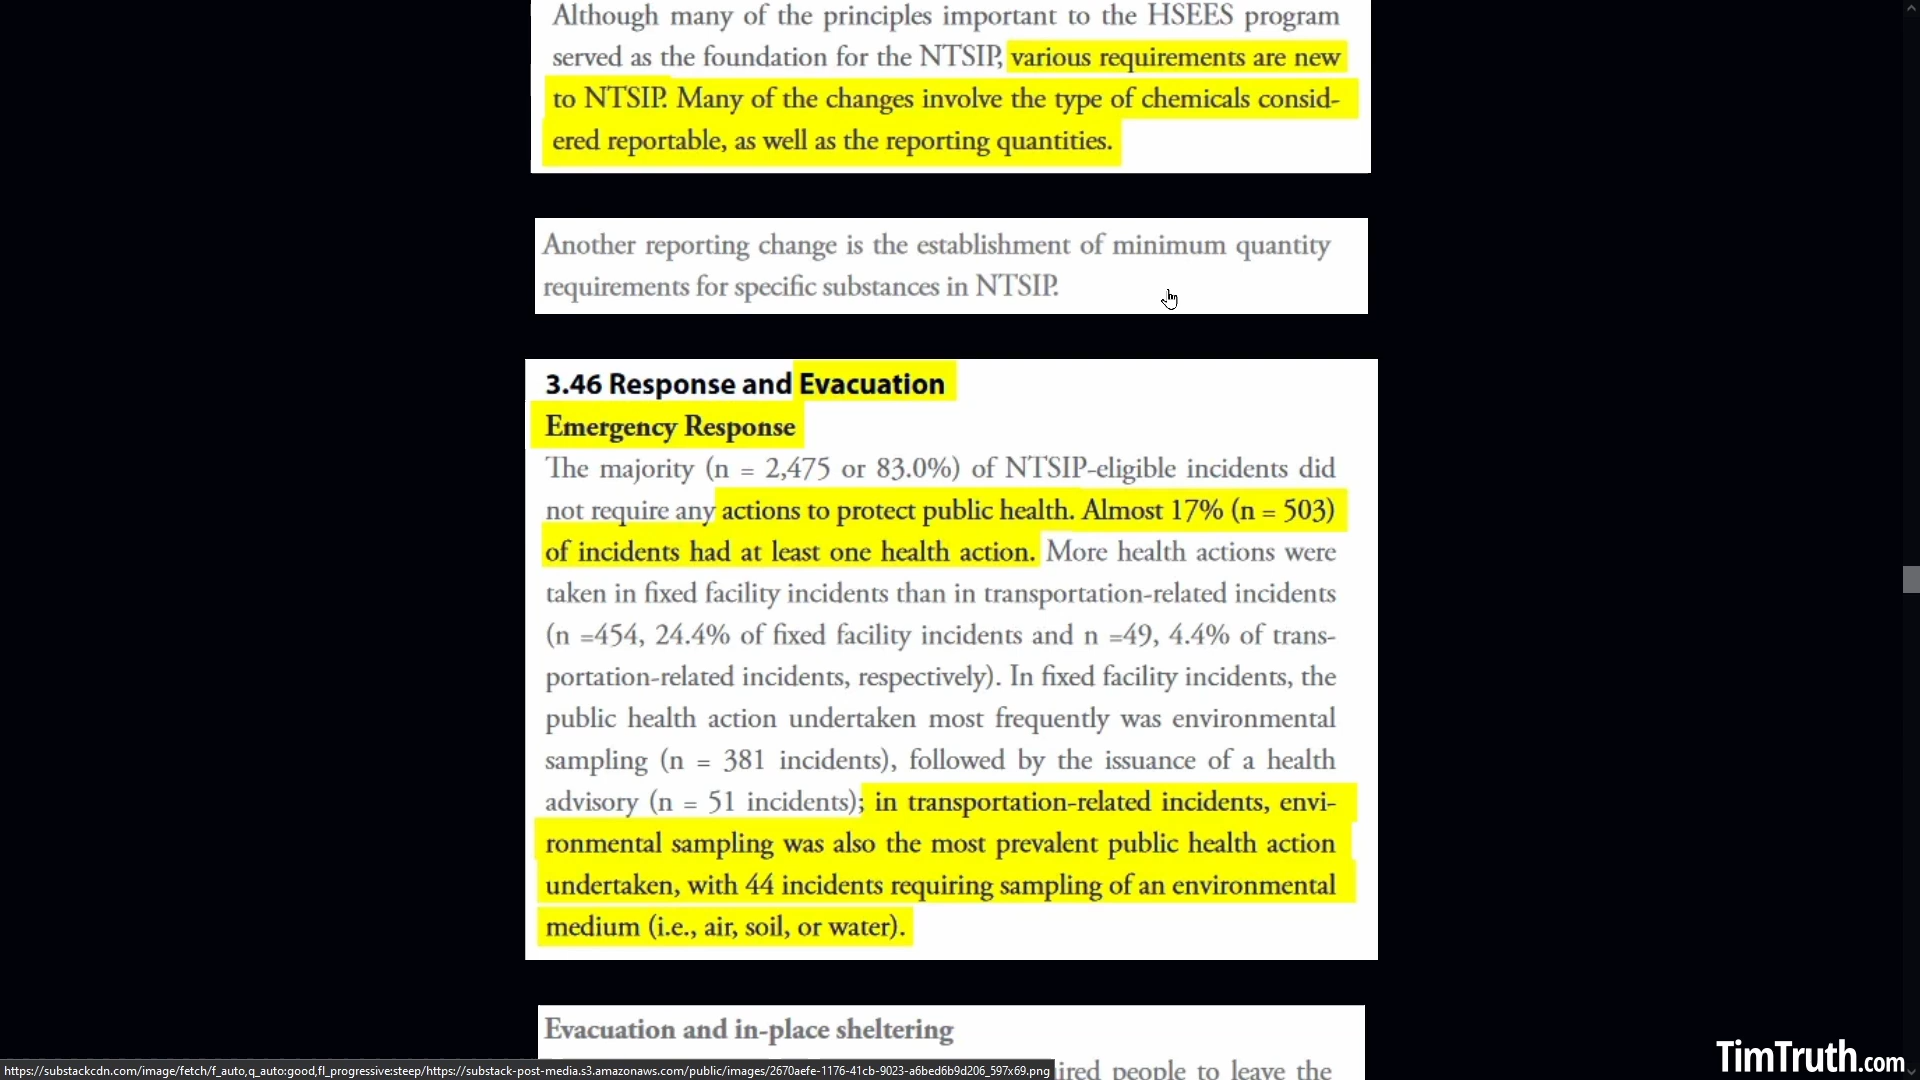 Although many of the principles important to the HSEES program
served as the foundation for the NTSIP, various requirements are new
to NTSIP. Many of the changes involve the type of chemicals consid-
ered reportable, as well as the reporting quantities.
Another reporting change is the establishment of minimum quantity
requirements for specific substances in NTSIP.
3.46 Response and Evacuation
Emergency Response
The majority (n = 2,475 or 83.0%) of NTSIP-eligible incidents did
not require any actions to protect public health. Almost 17% (n = 503)
of incidents had at least one health action. More health actions were
taken in fixed facility incidents than in transportation-related incidents
(n =454, 24.4% of fixed facility incidents and n =49, 4.4% of trans-
portation-related incidents, respectively). In fixed facility incidents, the
public health action undertaken most frequently was environmental
sampling (n = 381 incidents), followed by the issuance of a health
advisory (n = 51 incidents); in transportation-related incidents, envi-
ronmental sampling was also the most prevalent public health action
undertaken, with 44 incidents requiring sampling of an environmental
medium (i.e., air, soil, or water).
Evacuation and in-place sheltering
people to leave the
TimTruth.com
https://substackcdn.com/image/fetch/f_auto,q_auto:good,fl_progressive:steep/https://substack-post-media.s3.amazonaws.com/public/images/2670aefe-1176-41cb-9023-a6bed6b9d206_597x69.png